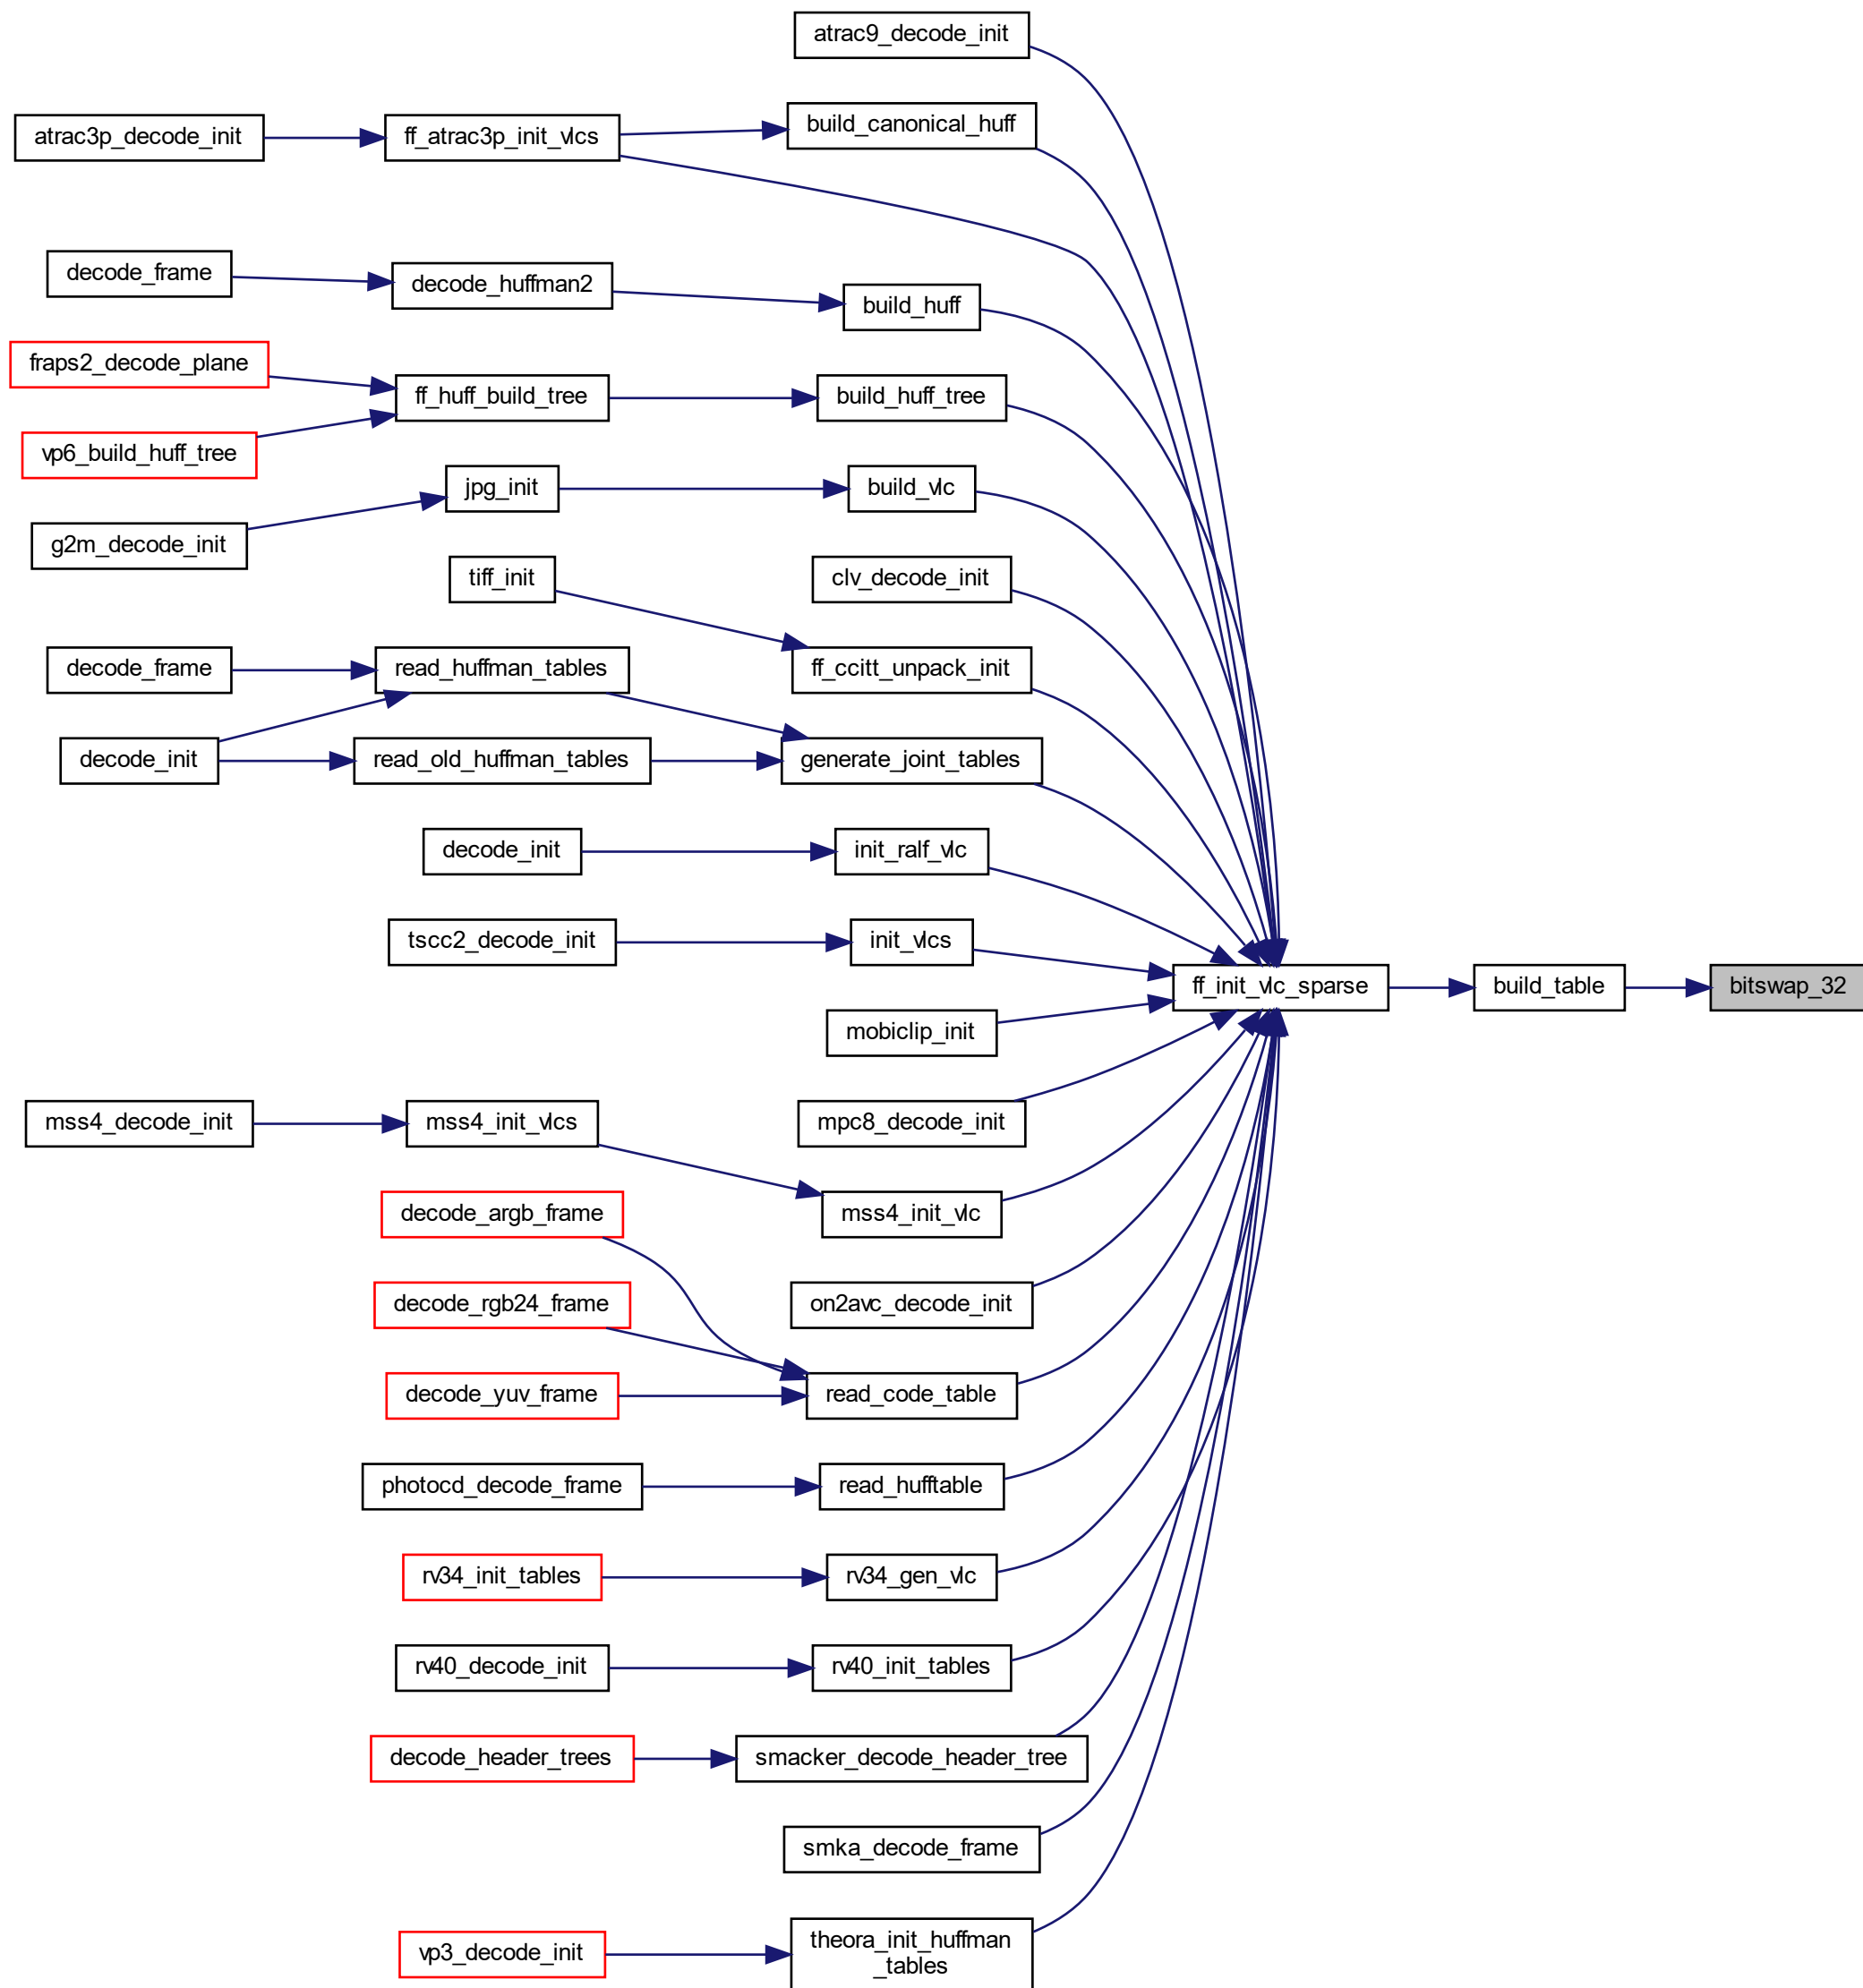 atrac9_decode_init
atrac3p_decode_init
ff_atrac3p_init_vlcs
build_canonical_huff
decode_frame
decode_huffman2
build_huff
fraps2_decode_plane
ff_huff_build_tree
build_huff_tree
vp6_build_huff_tree
jpg_init
build_vlc
g2m_decode_init
tiff_init
clv_decode_init
decode_frame
read_huffman_tables
ff_ccitt_unpack_init
decode_init
read_old_huffman_tables
generate_joint_tables
decode_init
init_ralf_vlc
tscc2_decode_init
init_vlcs
ff_init_vlc_sparse
build_table
bitswap_32
mobiclip_init
mss4_decode_init
mss4_init_vlcs
mpc8_decode_init
decode_argb_frame
mss4_init_vlc
decode_rgb24_frame
on2avc_decode_init
decode_yuv_frame
read_code_table
photocd_decode_frame
read_hufftable
rv34_init_tables
rv34_gen_vlc
rv40_decode_init
rv40_init_tables
decode_header_trees
smacker_decode_header_tree
smka_decode_frame
vp3_decode_init
theora_init_huffman
_tables